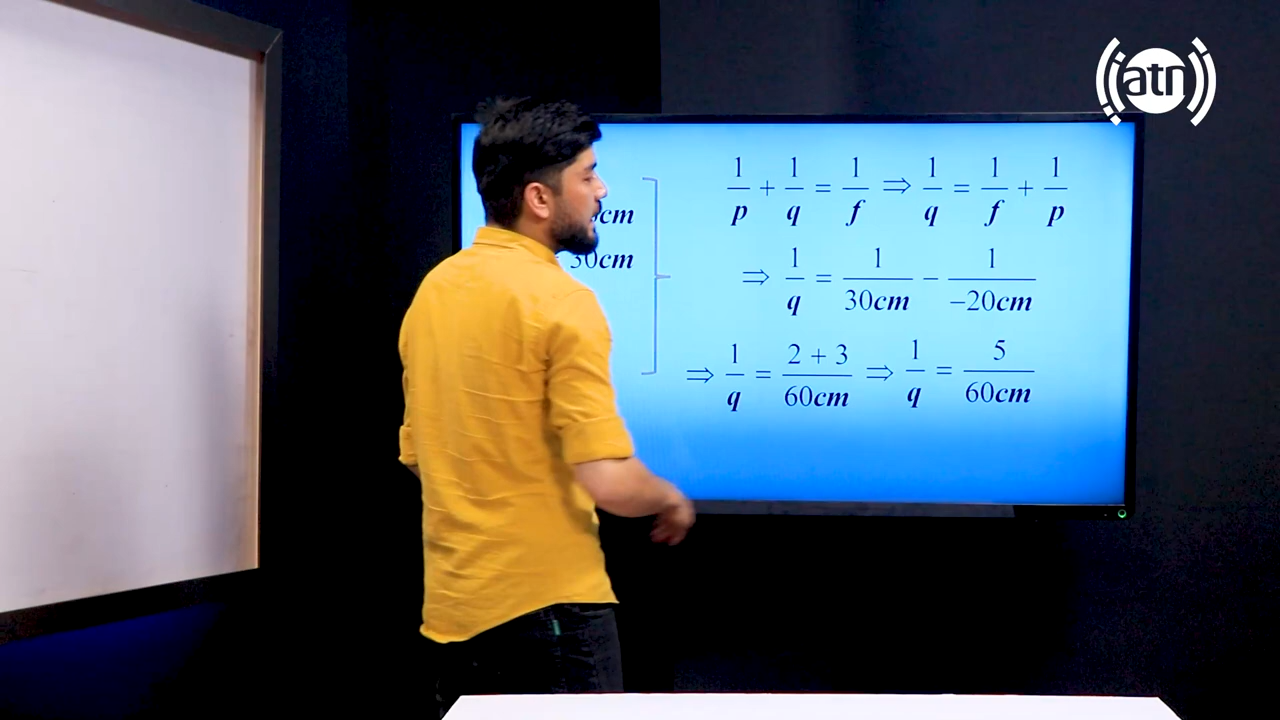 atn
cm
30cm
1/p + 1/q = 1/f ⇒ 1/q = 1/f + 1/p
⇒ 1/q = 1/30cm − 1/−20cm
⇒ 1/q = 2 + 3/60cm ⇒ 1/q = 5/60cm